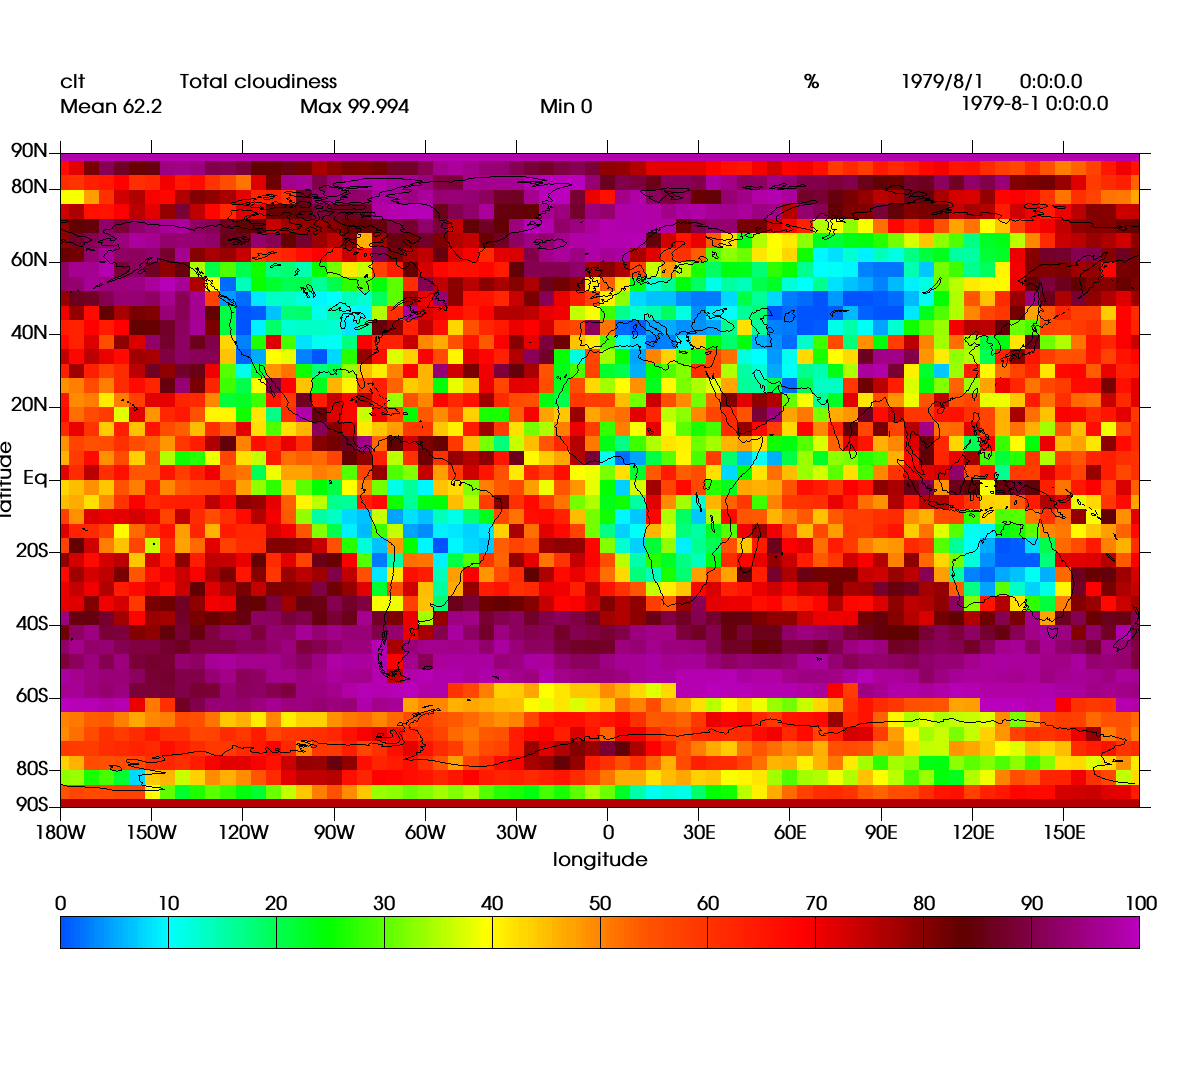 clt Total cloudiness % 1979/8/1 0:0:0.0
Mean 62.2 Max 99.994 Min 0 1979-8-1 0:0:0.0
90N
80N
60N
40N
20N
Eq
20S
40S
60S
80S
90S
latitude
180W 150W 120W 90W 60W 30W 0 30E 60E 90E 120E 150E
longitude
0 10 20 30 40 50 60 70 80 90 100